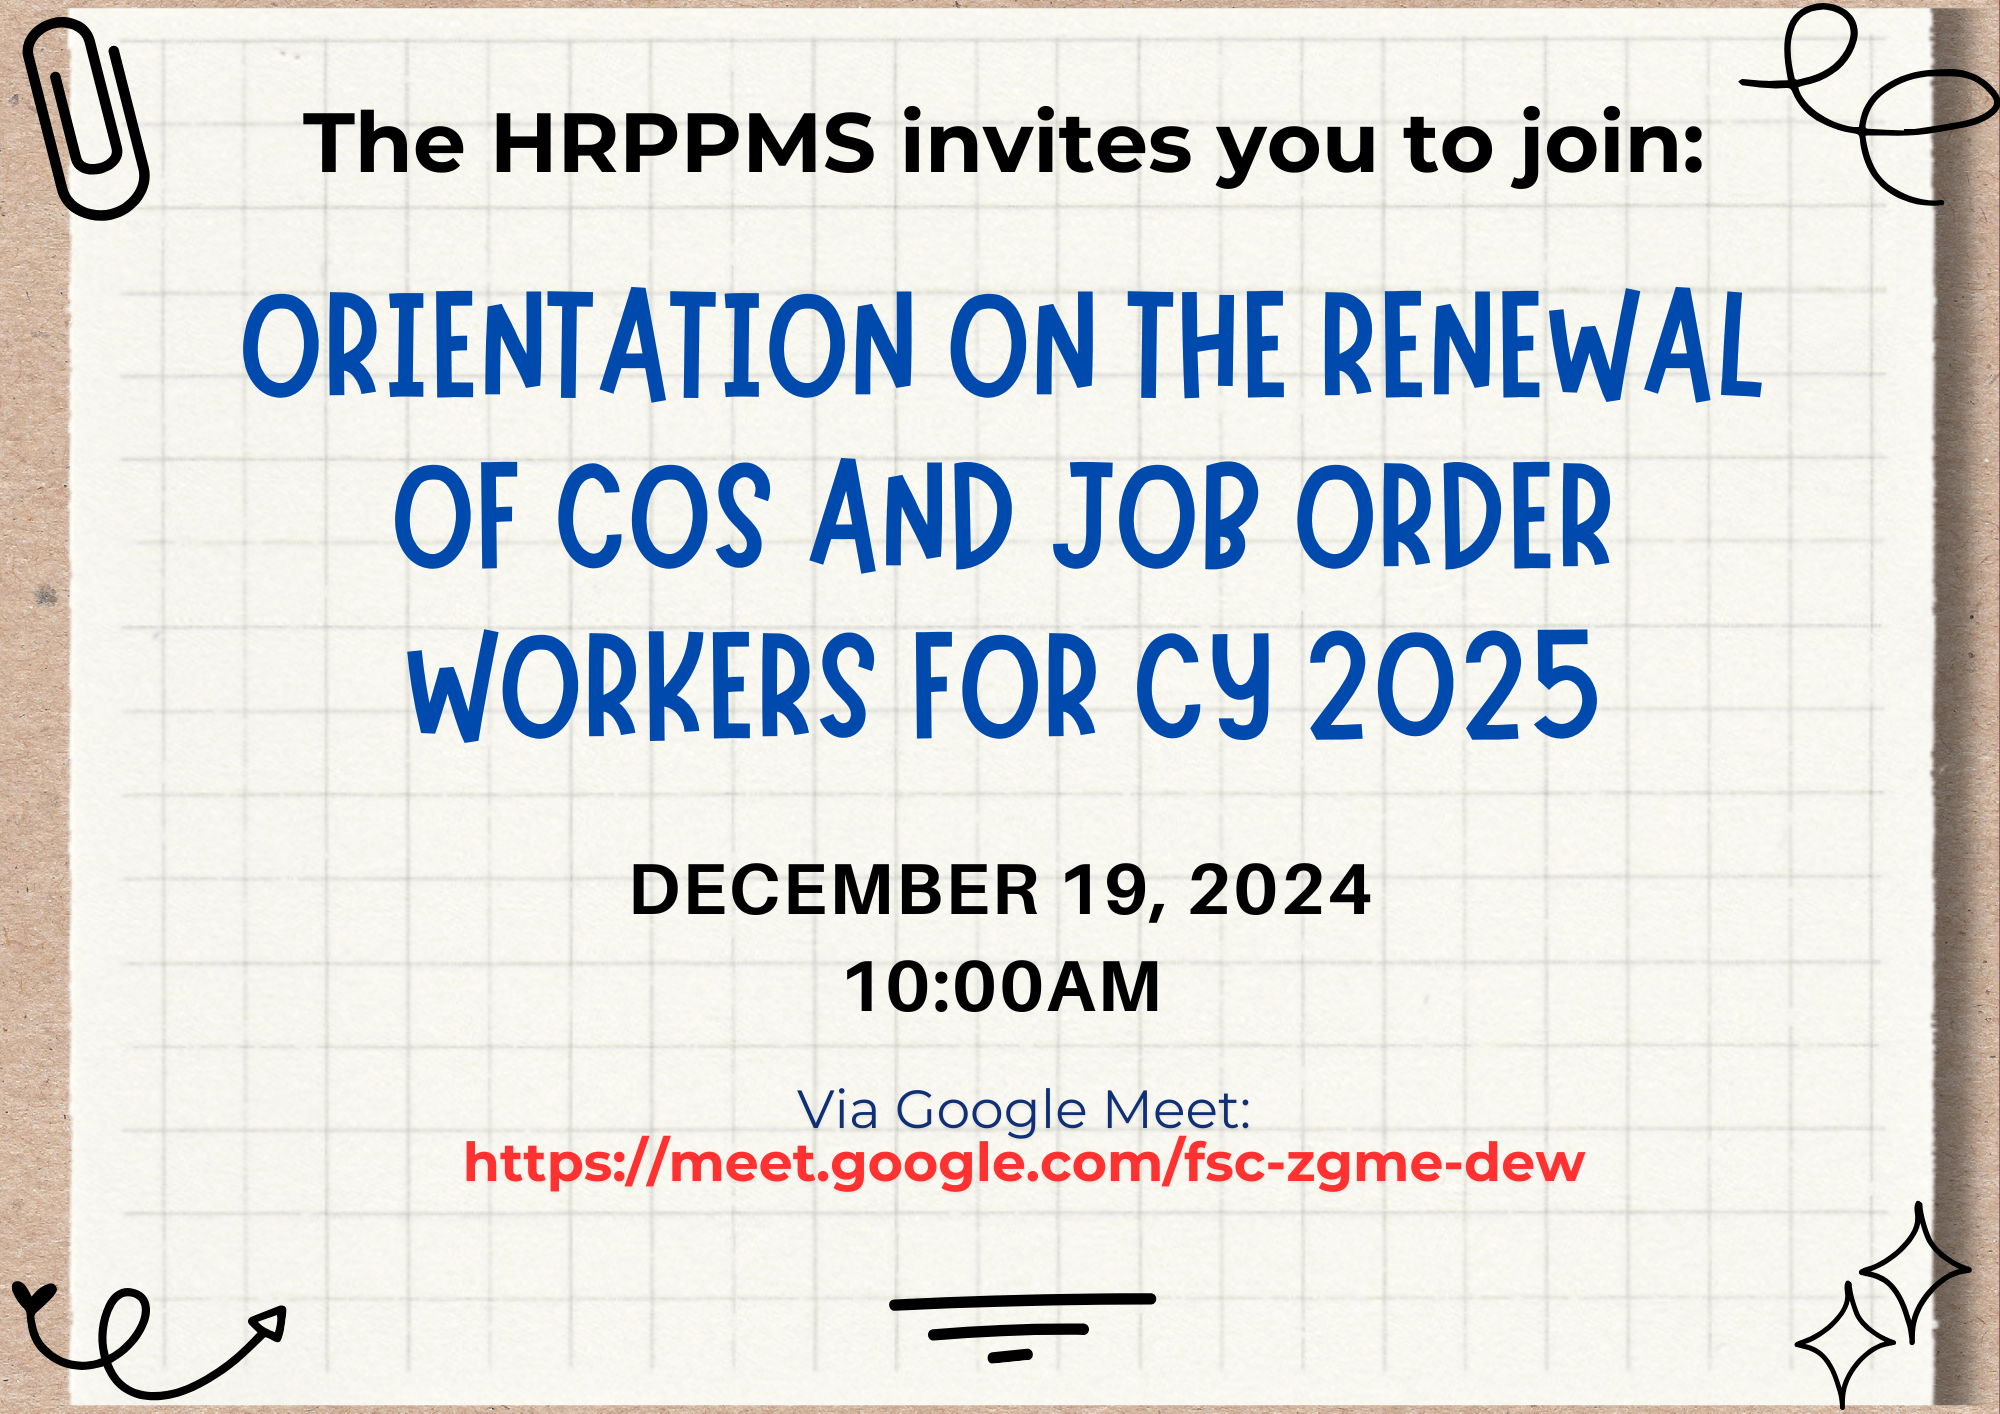 The HRPPMS invites you to join:
ORIENTATION ON THE RENEWAL
OF COS AND JOB ORDER
WORKERS FOR CY 2025
DECEMBER 19, 2024
10:00AM
Via Google Meet:
https://meet.google.com/fsc-zgme-dew